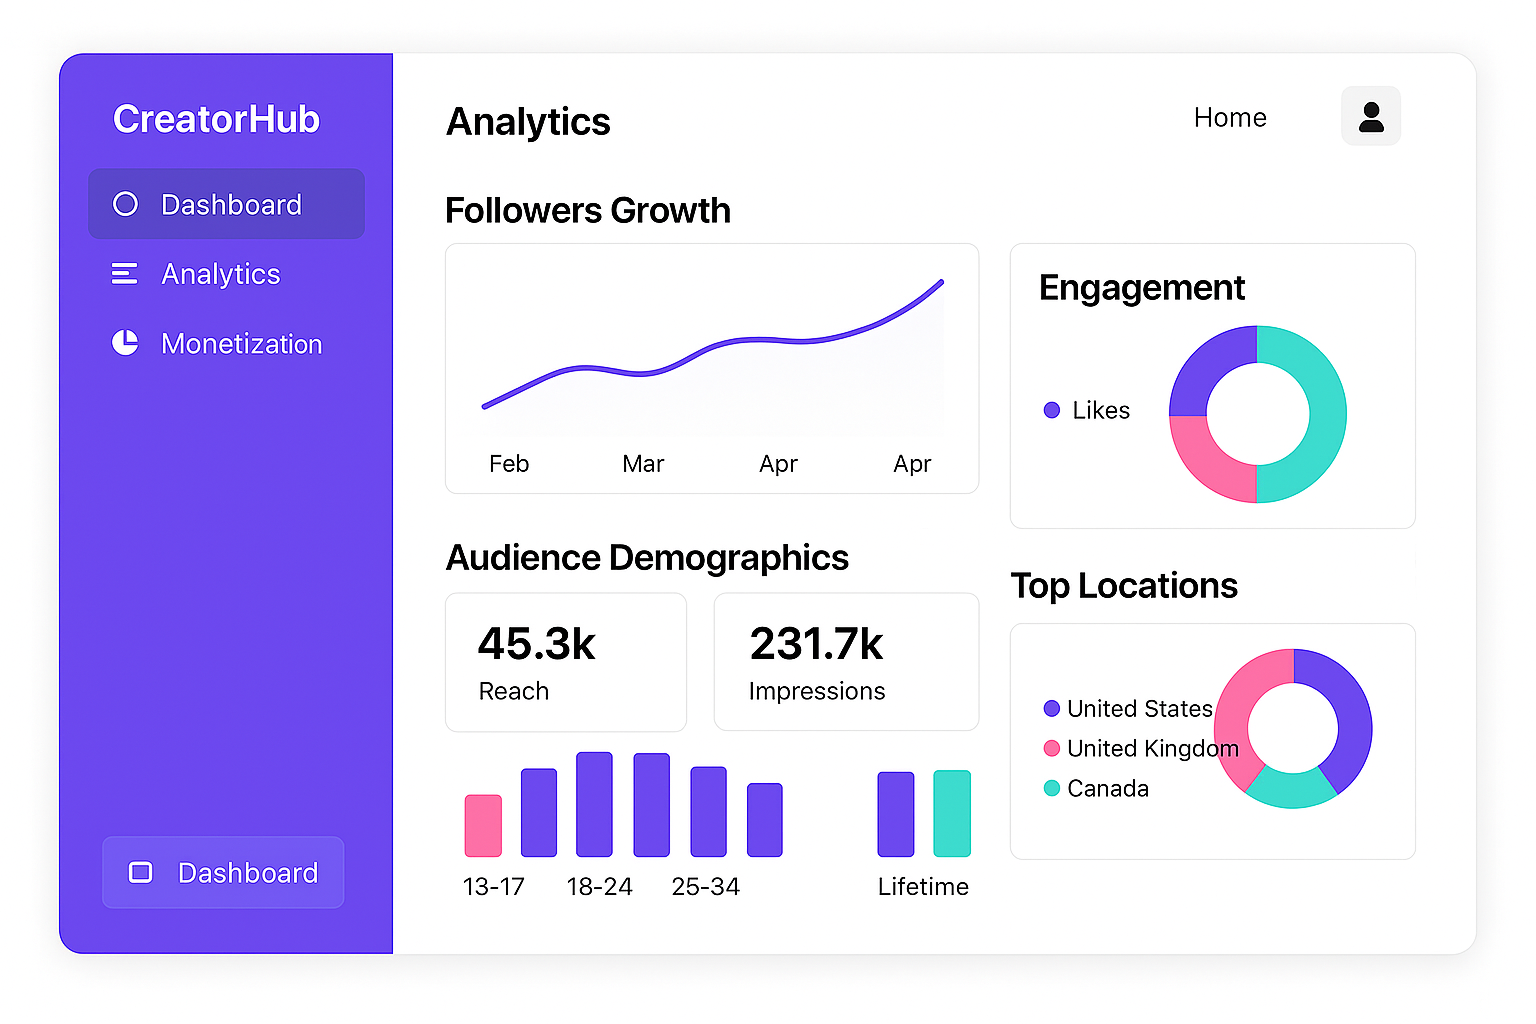 CreatorHub
Dashboard
Analytics
Monetization
Dashboard
Analytics
Home
Followers Growth
Feb Mar Apr Apr
Engagement
Likes
Audience Demographics
45.3k
Reach
231.7k
Impressions
13-17 18-24 25-34 Lifetime
Top Locations
United States
United Kingdom
Canada